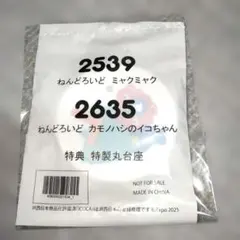 2539
ねんどろいど ミャクミャク
2635
ねんどろいど カモノハシのイコちゃん
特典 特製丸台座
NOT FOR SALE
MADE IN CHINA